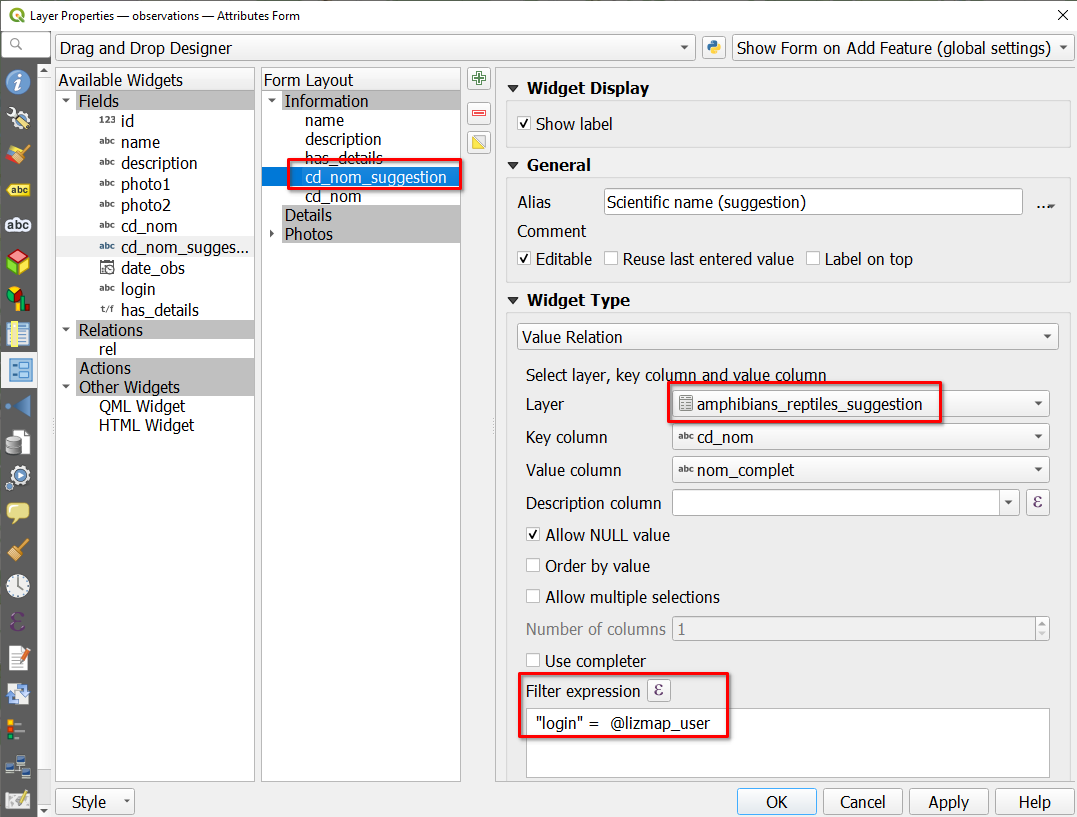 Layer Properties — observations — Attributes Form
Drag and Drop Designer
Show Form on Add Feature (global settings)
Available Widgets
Fields
123 id
abc name
abc description
abc photo1
abc photo2
abc cd_nom
abc cd_nom_sugges...
date_obs
abc login
t/f has_details
Relations
rel
Actions
Other Widgets
QML Widget
HTML Widget
Form Layout
Information
name
description
has_details
cd_nom_suggestion
cd_nom
Details
Photos
Widget Display
Show label
General
Alias
Scientific name (suggestion)
...
Comment
Editable
Reuse last entered value
Label on top
Widget Type
Value Relation
Select layer, key column and value column
Layer
amphibians_reptiles_suggestion
Key column
abc cd_nom
Value column
abc nom_complet
Description column
ε
Allow NULL value
Order by value
Allow multiple selections
Number of columns
1
Use completer
Filter expression
ε
"login" = @lizmap_user
abc
abc
Style
OK
Cancel
Apply
Help